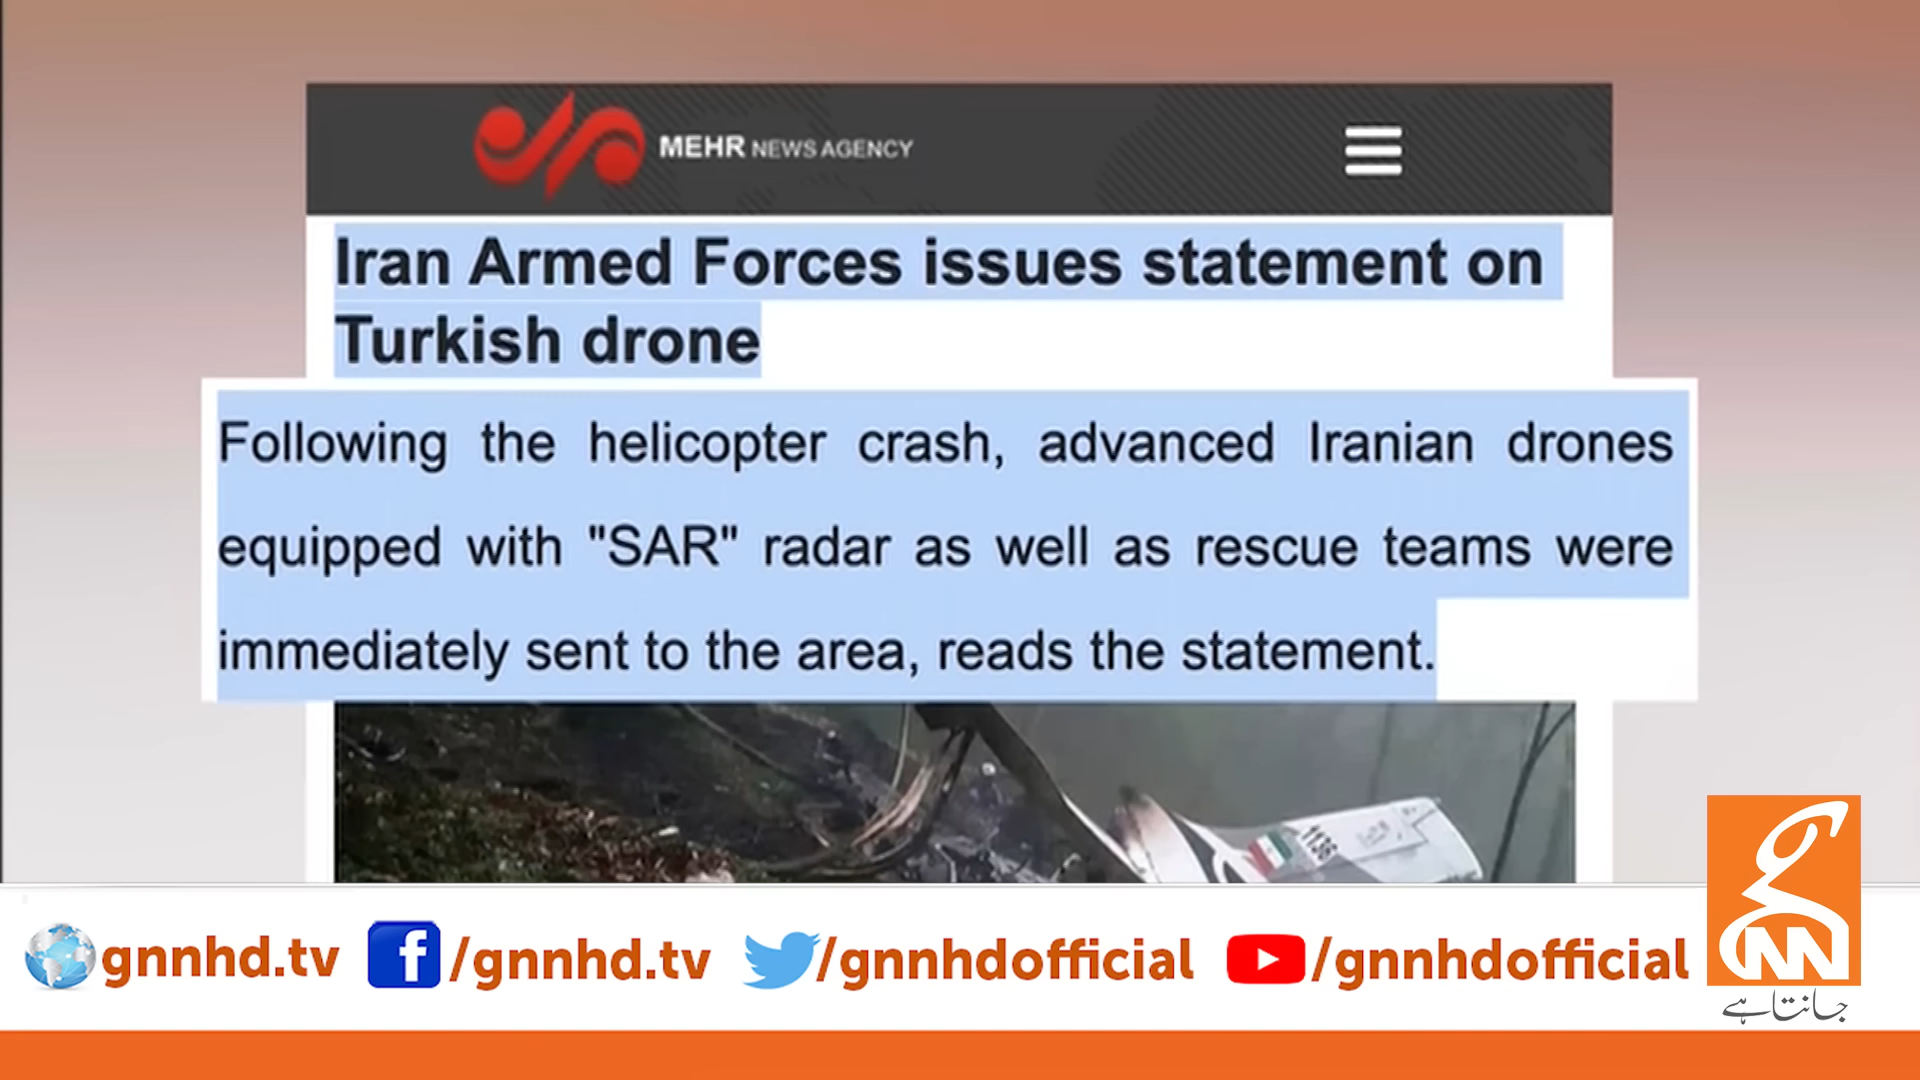 MEHR NEWS AGENCY
Iran Armed Forces issues statement on
Turkish drone
Following the helicopter crash, advanced Iranian drones
equipped with "SAR" radar as well as rescue teams were
immediately sent to the area, reads the statement.
1136
gnnhd.tv /gnnhd.tv /gnnhdofficial /gnnhdofficial
GNN
جانتا ہے